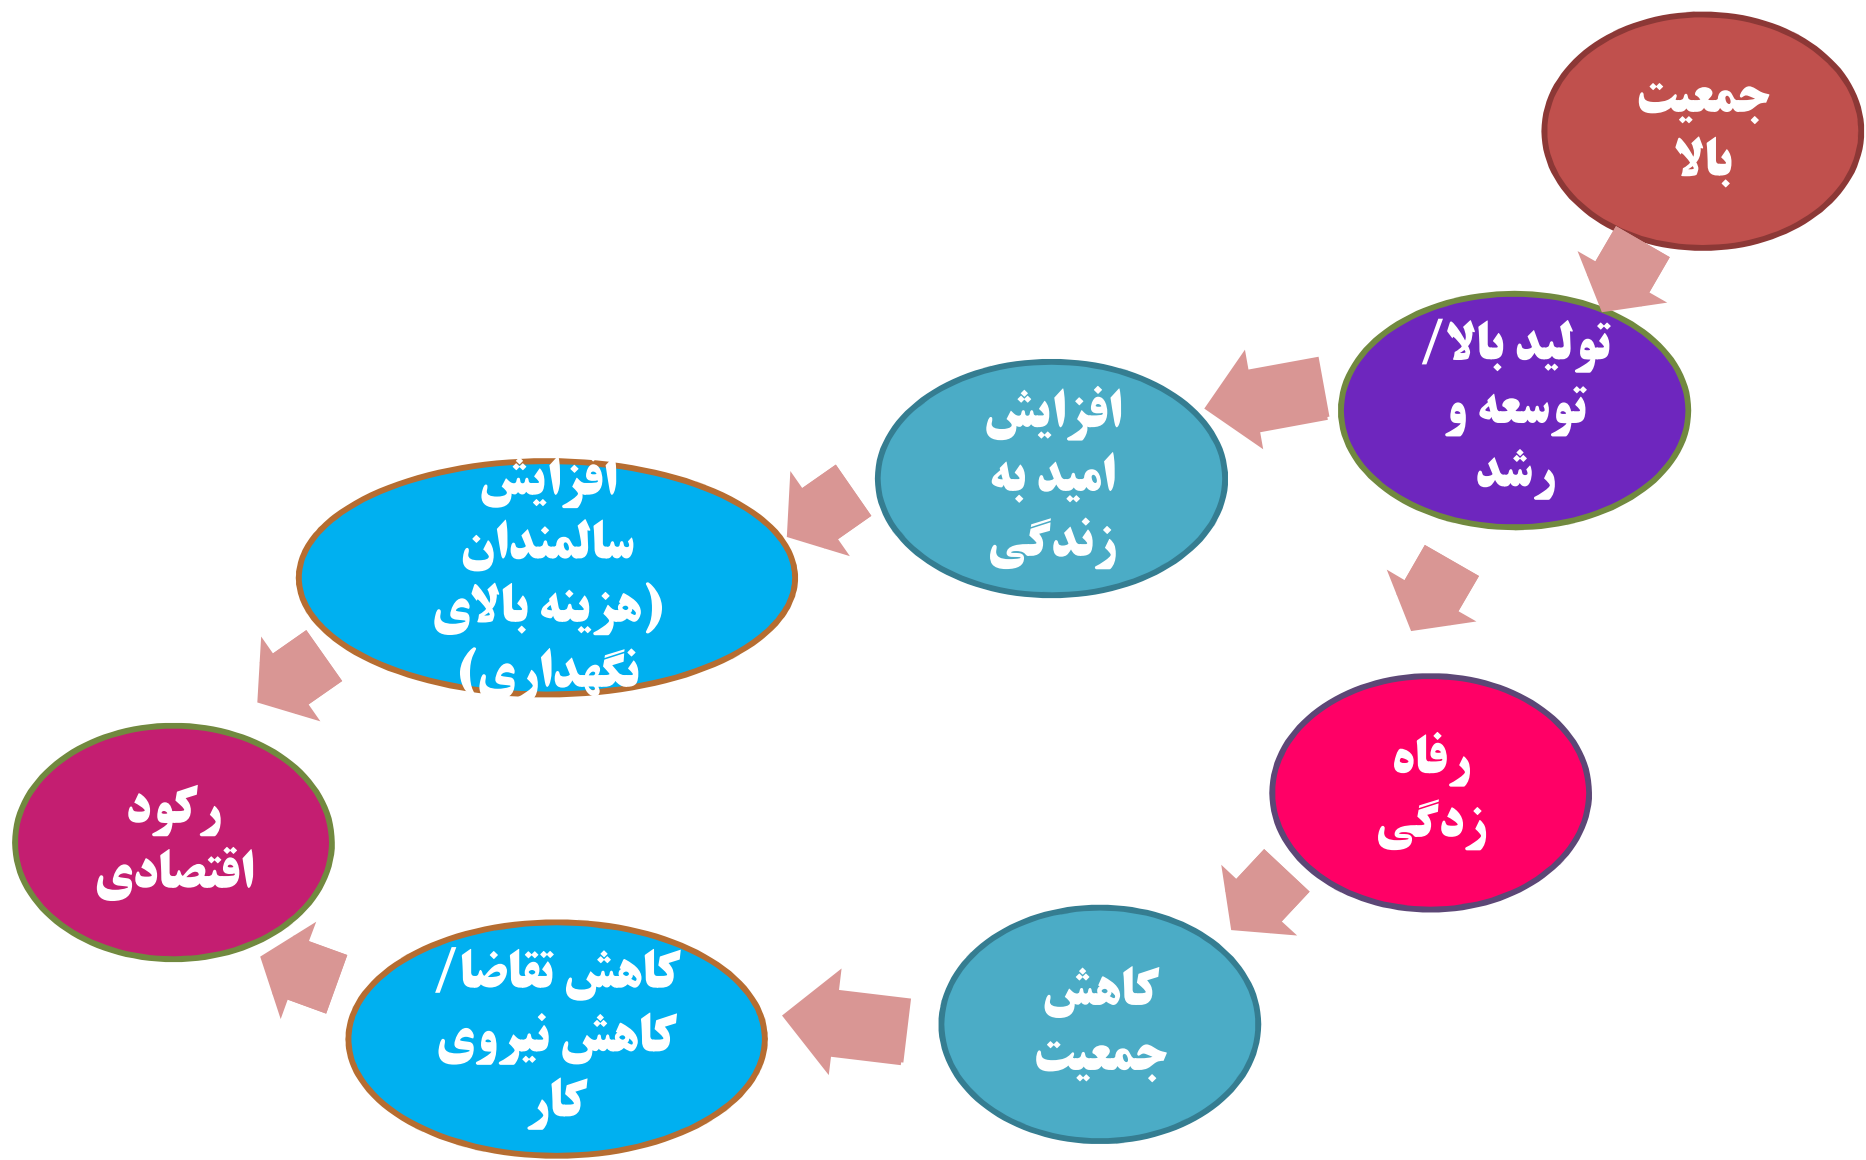 جمعیت
بالا
تولید بالا/
توسعه و
رشد
افزایش
امید به
زندگی
افزایش
سالمندان
(هزینه بالای
نگهداری)
رفاه
زدگی
کاهش
جمعیت
کاهش تقاضا/
کاهش نیروی
کار
رکود
اقتصادی